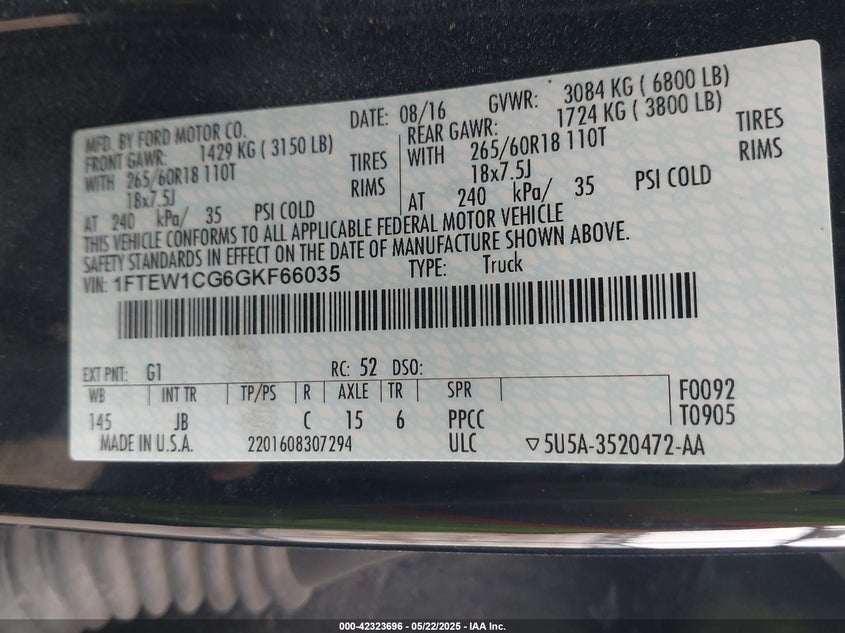 MFD. BY FORD MOTOR CO.
DATE: 08/16 GVWR: 3084 KG ( 6800 LB)
FRONT GAWR: 1429 KG ( 3150 LB)
REAR GAWR: 1724 KG ( 3800 LB)
WITH 265/60R18 110T TIRES
WITH 265/60R18 110T TIRES
18x7.5J RIMS
18x7.5J RIMS
AT 240 kPa/ 35 PSI COLD
AT 240 kPa/ 35 PSI COLD
THIS VEHICLE CONFORMS TO ALL APPLICABLE FEDERAL MOTOR VEHICLE
SAFETY STANDARDS IN EFFECT ON THE DATE OF MANUFACTURE SHOWN ABOVE.
VIN: 1FTEW1CG6GKF66035 TYPE: Truck
EXT PNT: G1 RC: 52 DSO:
WB INT TR TP/PS R AXLE TR SPR F0092
145 JB C 15 6 PPCC T0905
MADE IN U.S.A. 2201608307294 ULC ▽5U5A-3520472-AA
000-42323696 - 05/22/2025 - IAA Inc.